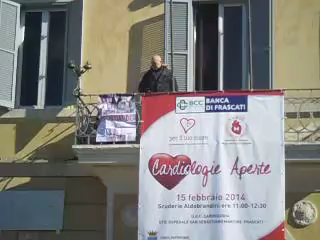 BCC
BANCA
DI FRASCATI
per il tuo cuore
Cardiologie Aperte
15 febbraio 2014
Scuderie Aldobrandini ore 11:00-12:30
U.O.C. CARDIOLOGIA
OSPEDALE SAN SEBASTIANO MARTIRE, FRASCATI